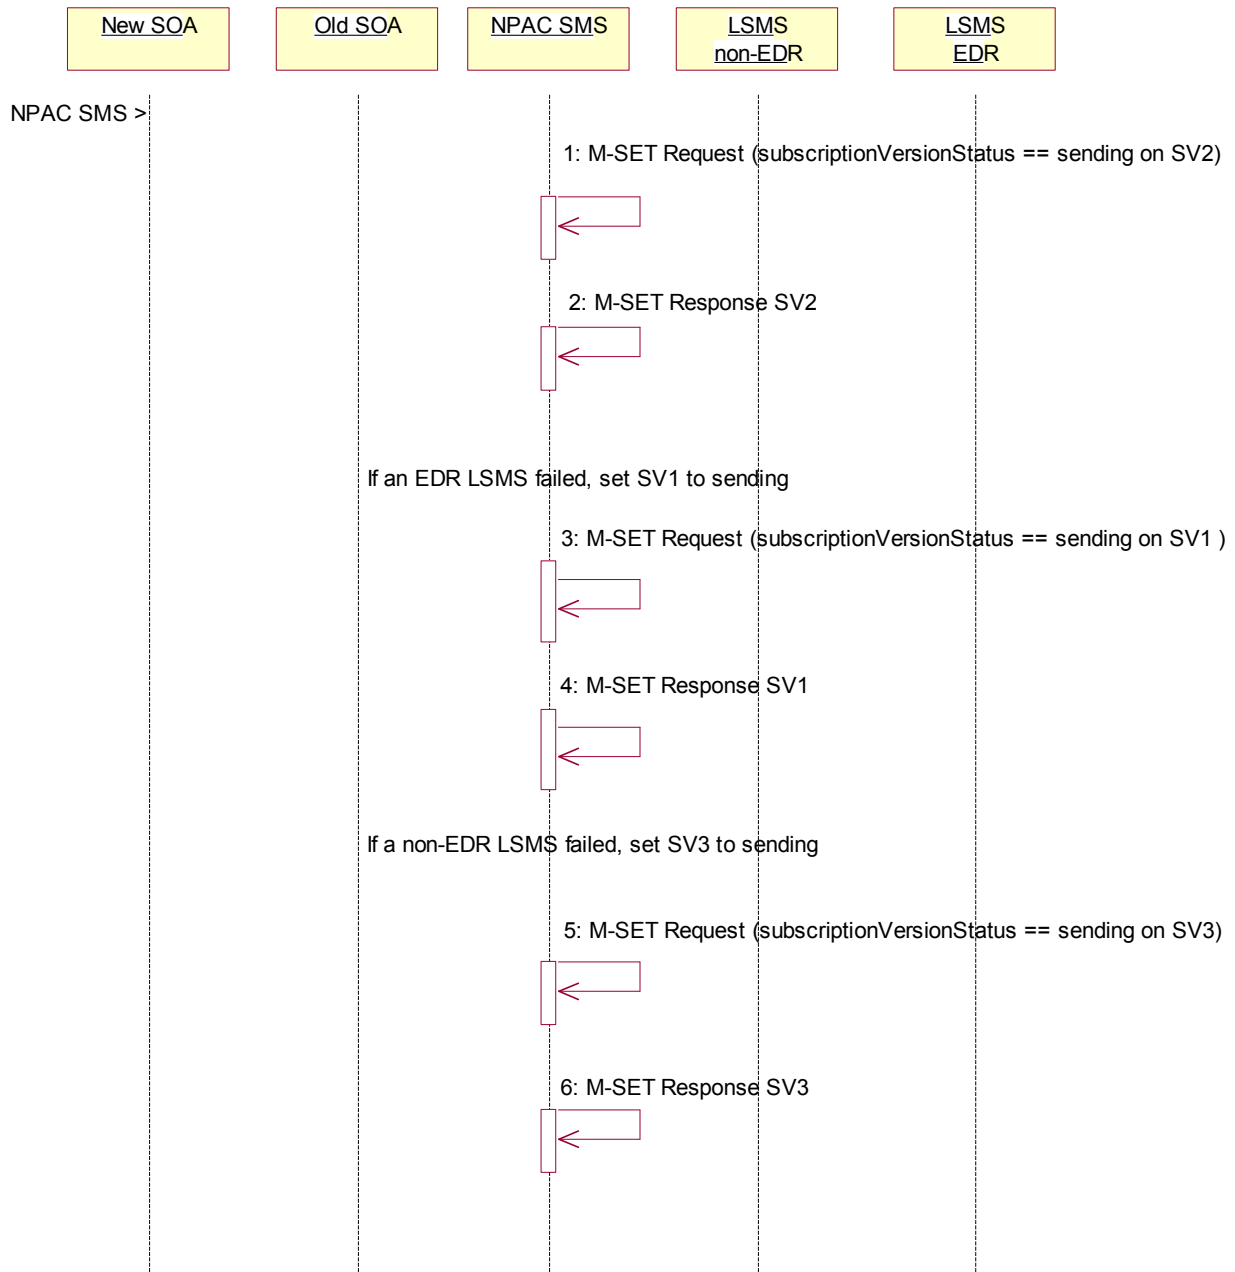 New SOA
Old SOA
NPAC SMS
LSMS
non-EDR
LSMS
EDR
NPAC SMS >
1: M-SET Request (subscriptionVersionStatus == sending on SV2)
2: M-SET Response SV2
If an EDR LSMS failed, set SV1 to sending
3: M-SET Request (subscriptionVersionStatus == sending on SV1 )
4: M-SET Response SV1
If a non-EDR LSMS failed, set SV3 to sending
5: M-SET Request (subscriptionVersionStatus == sending on SV3)
6: M-SET Response SV3